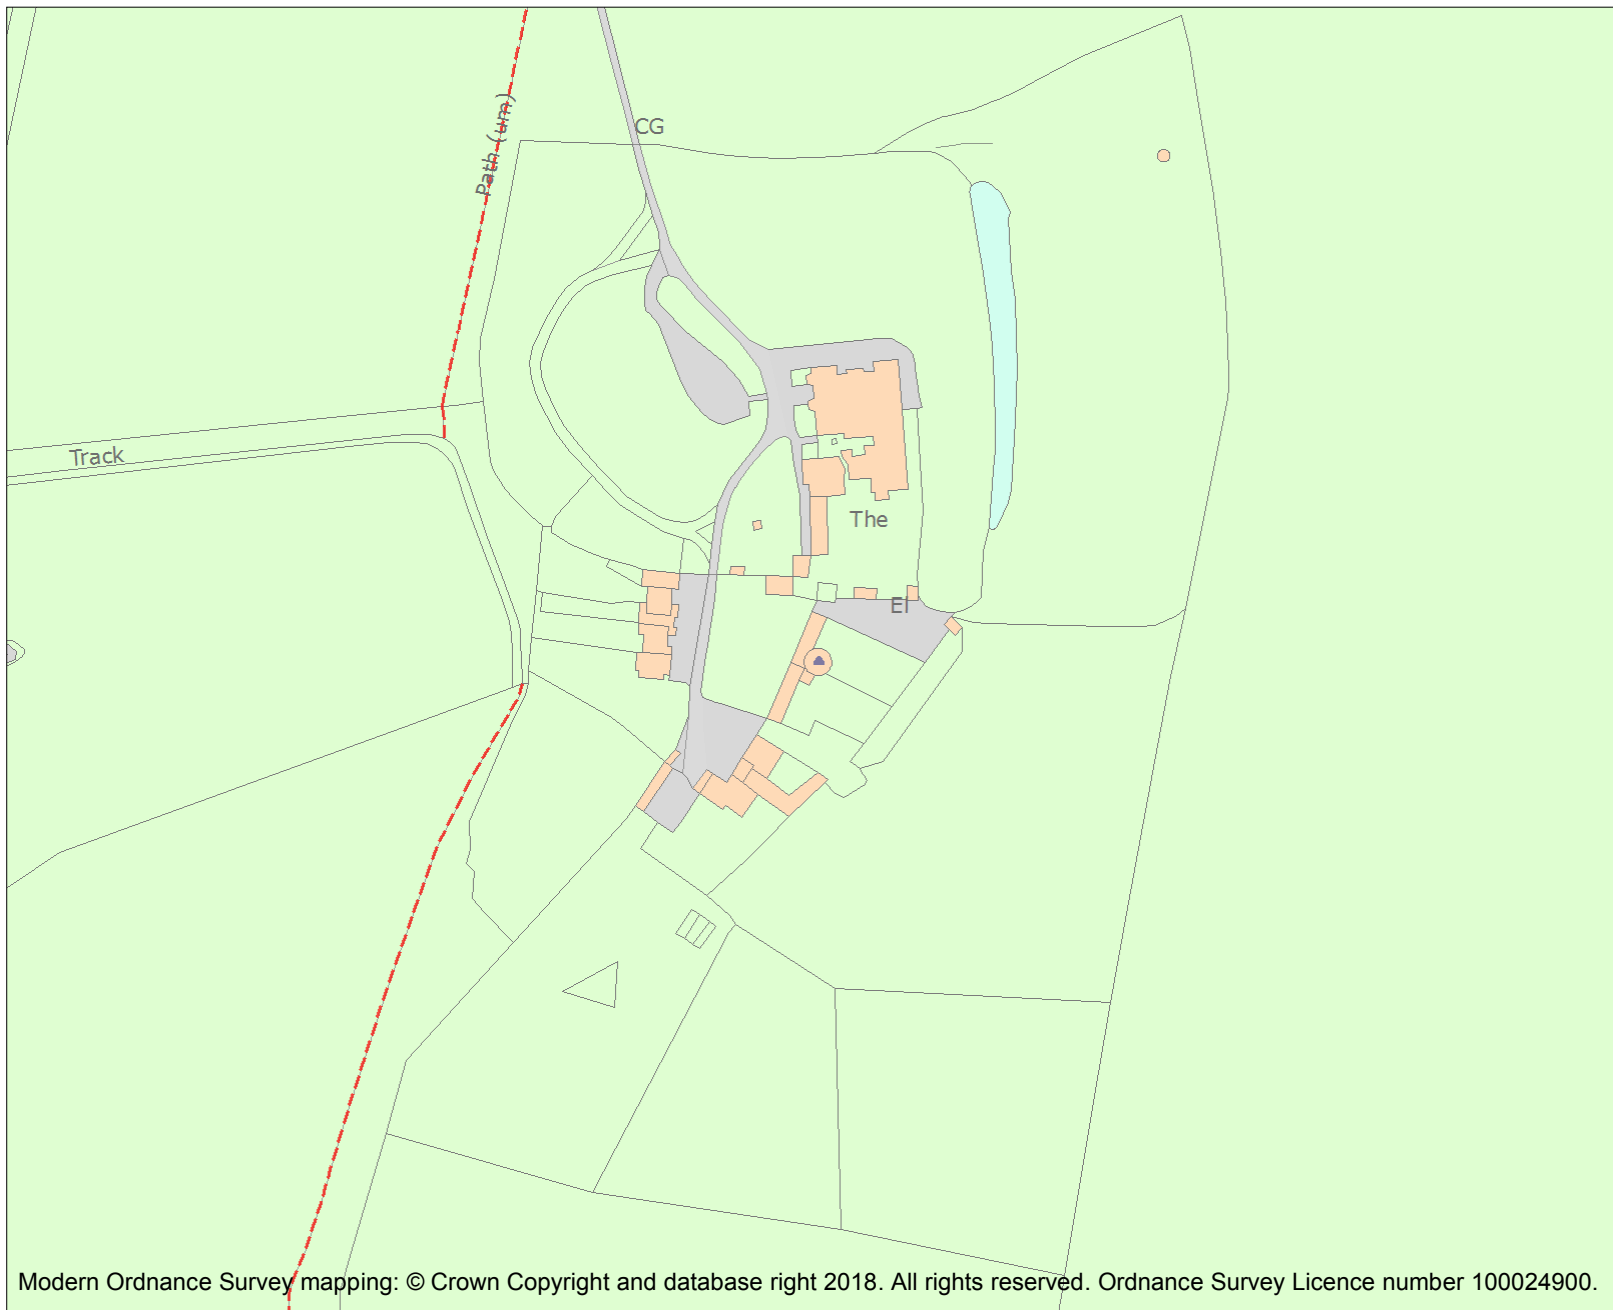 Path (um)
CG
Track
The
El
Modern Ordnance Survey mapping: © Crown Copyright and database right 2018. All rights reserved. Ordnance Survey Licence number 100024900.